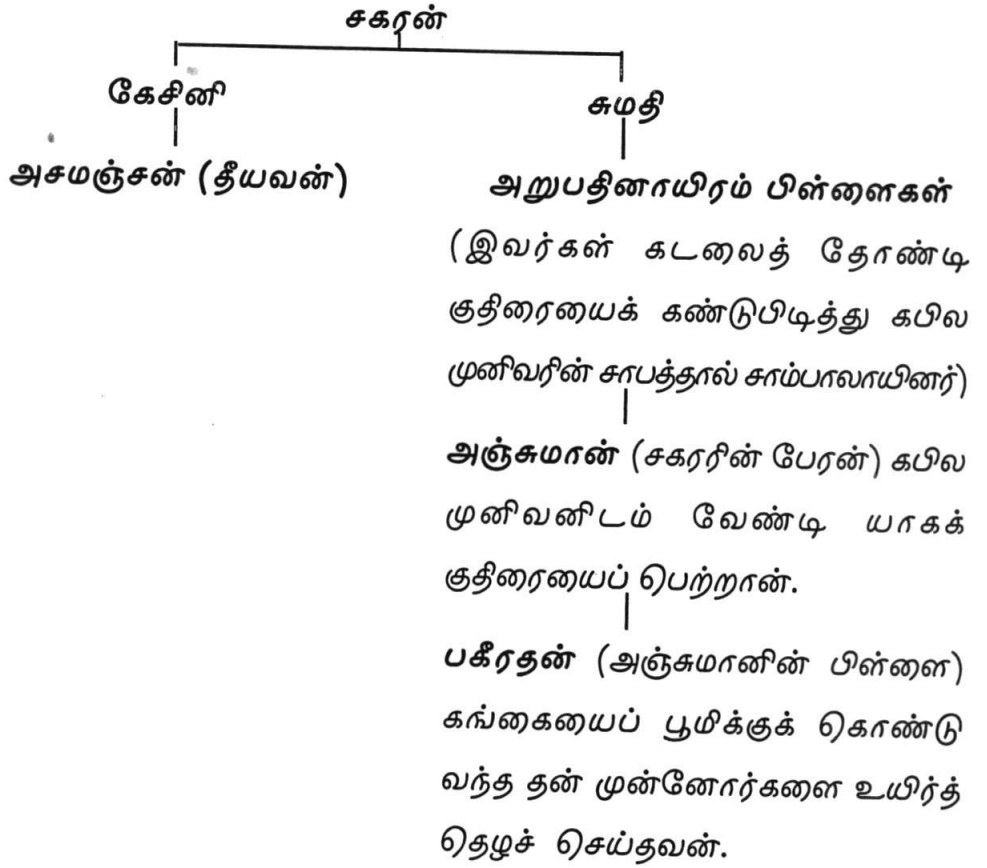 சகரன்
கேசினி
சுமதி
அசமஞ்சன் (தீயவன்)
அறுபதினாயிரம் பிள்ளைகள்
(இவர்கள் கடலைத் தோண்டி
குதிரையைக் கண்டுபிடித்து கபில
முனிவரின் சாபத்தால் சாம்பாலாயினர்)
அஞ்சுமான் (சகரரின் பேரன்) கபில
முனிவனிடம் வேண்டி யாகக்
குதிரையைப் பெற்றான்.
பகீரதன் (அஞ்சுமானின் பிள்ளை)
கங்கையைப் பூமிக்குக் கொண்டு
வந்த தன் முன்னோர்களை உயிர்த்
தெழச் செய்தவன்.